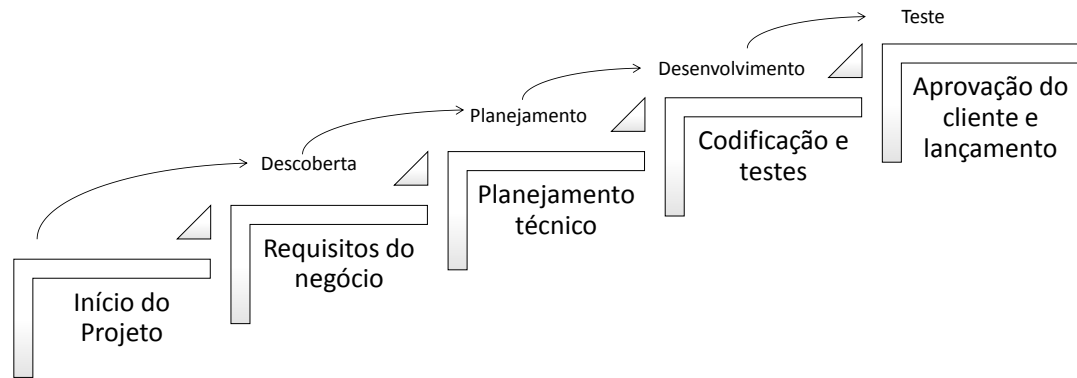 Teste
Desenvolvimento
Aprovação do
cliente e
lançamento
Planejamento
Codificação e
testes
Descoberta
Planejamento
técnico
Requisitos do
negócio
Início do
Projeto